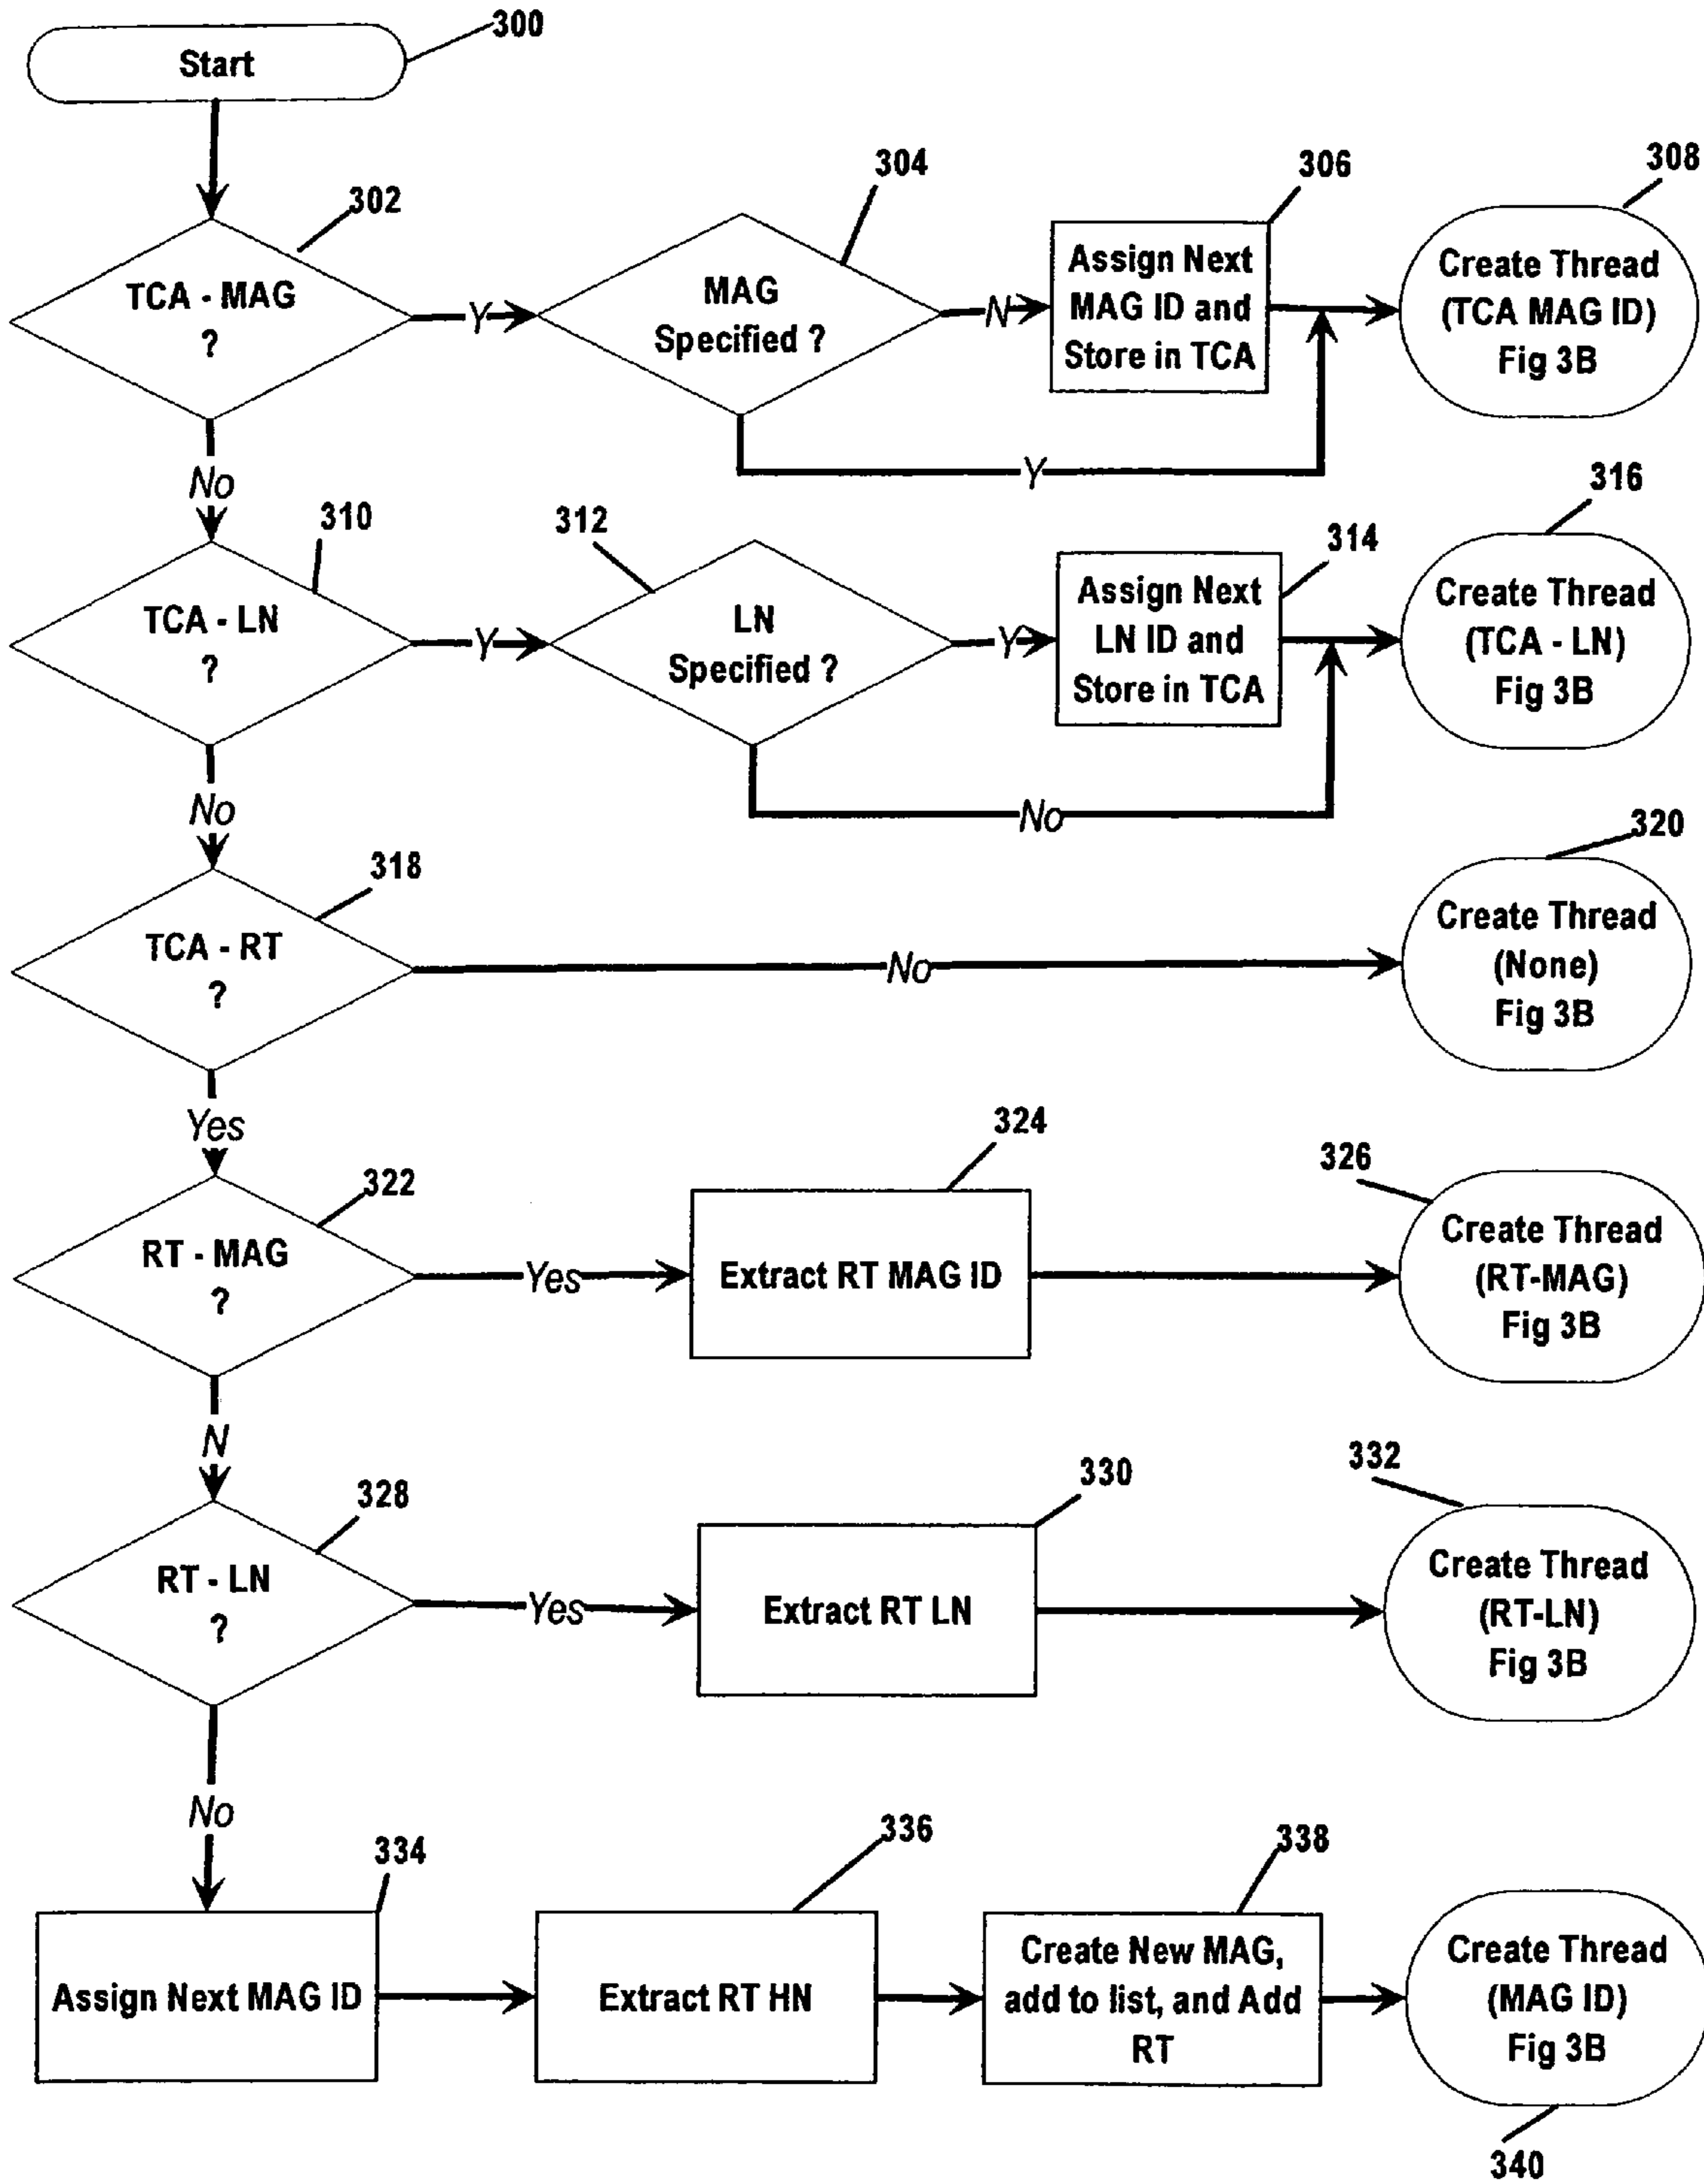 300
Start
302
304
306
308
TCA - MAG
?
Y
MAG
Specified ?
N
Assign Next
MAG ID and
Store in TCA
Create Thread
(TCA MAG ID)
Fig 3B
Y
No
310
312
314
316
TCA - LN
?
Y
LN
Specified ?
Y
Assign Next
LN ID and
Store in TCA
Create Thread
(TCA - LN)
Fig 3B
No
No
318
320
TCA - RT
?
No
Create Thread
(None)
Fig 3B
Yes
322
324
326
RT - MAG
?
Yes
Extract RT MAG ID
Create Thread
(RT-MAG)
Fig 3B
N
328
330
332
RT - LN
?
Yes
Extract RT LN
Create Thread
(RT-LN)
Fig 3B
No
334
336
338
Assign Next MAG ID
Extract RT HN
Create New MAG,
add to list, and Add
RT
Create Thread
(MAG ID)
Fig 3B
340